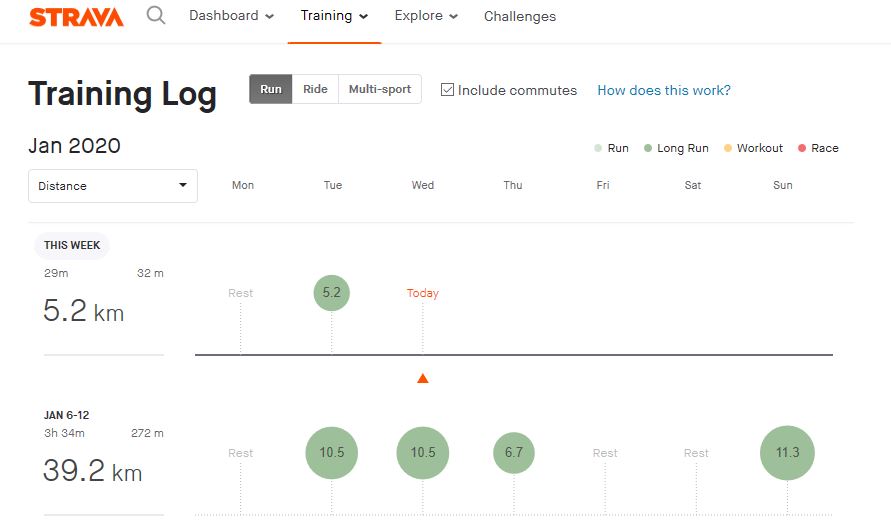 STRAVA Dashboard Training Explore Challenges
Training Log Run Ride Multi-sport Include commutes How does this work?
Jan 2020
Run Long Run Workout Race
Distance Mon Tue Wed Thu Fri Sat Sun
THIS WEEK
29m 32 m
5.2 km
Rest 5.2 Today
JAN 6-12
3h 34m 272 m
39.2 km
Rest 10.5 10.5 6.7 Rest Rest 11.3